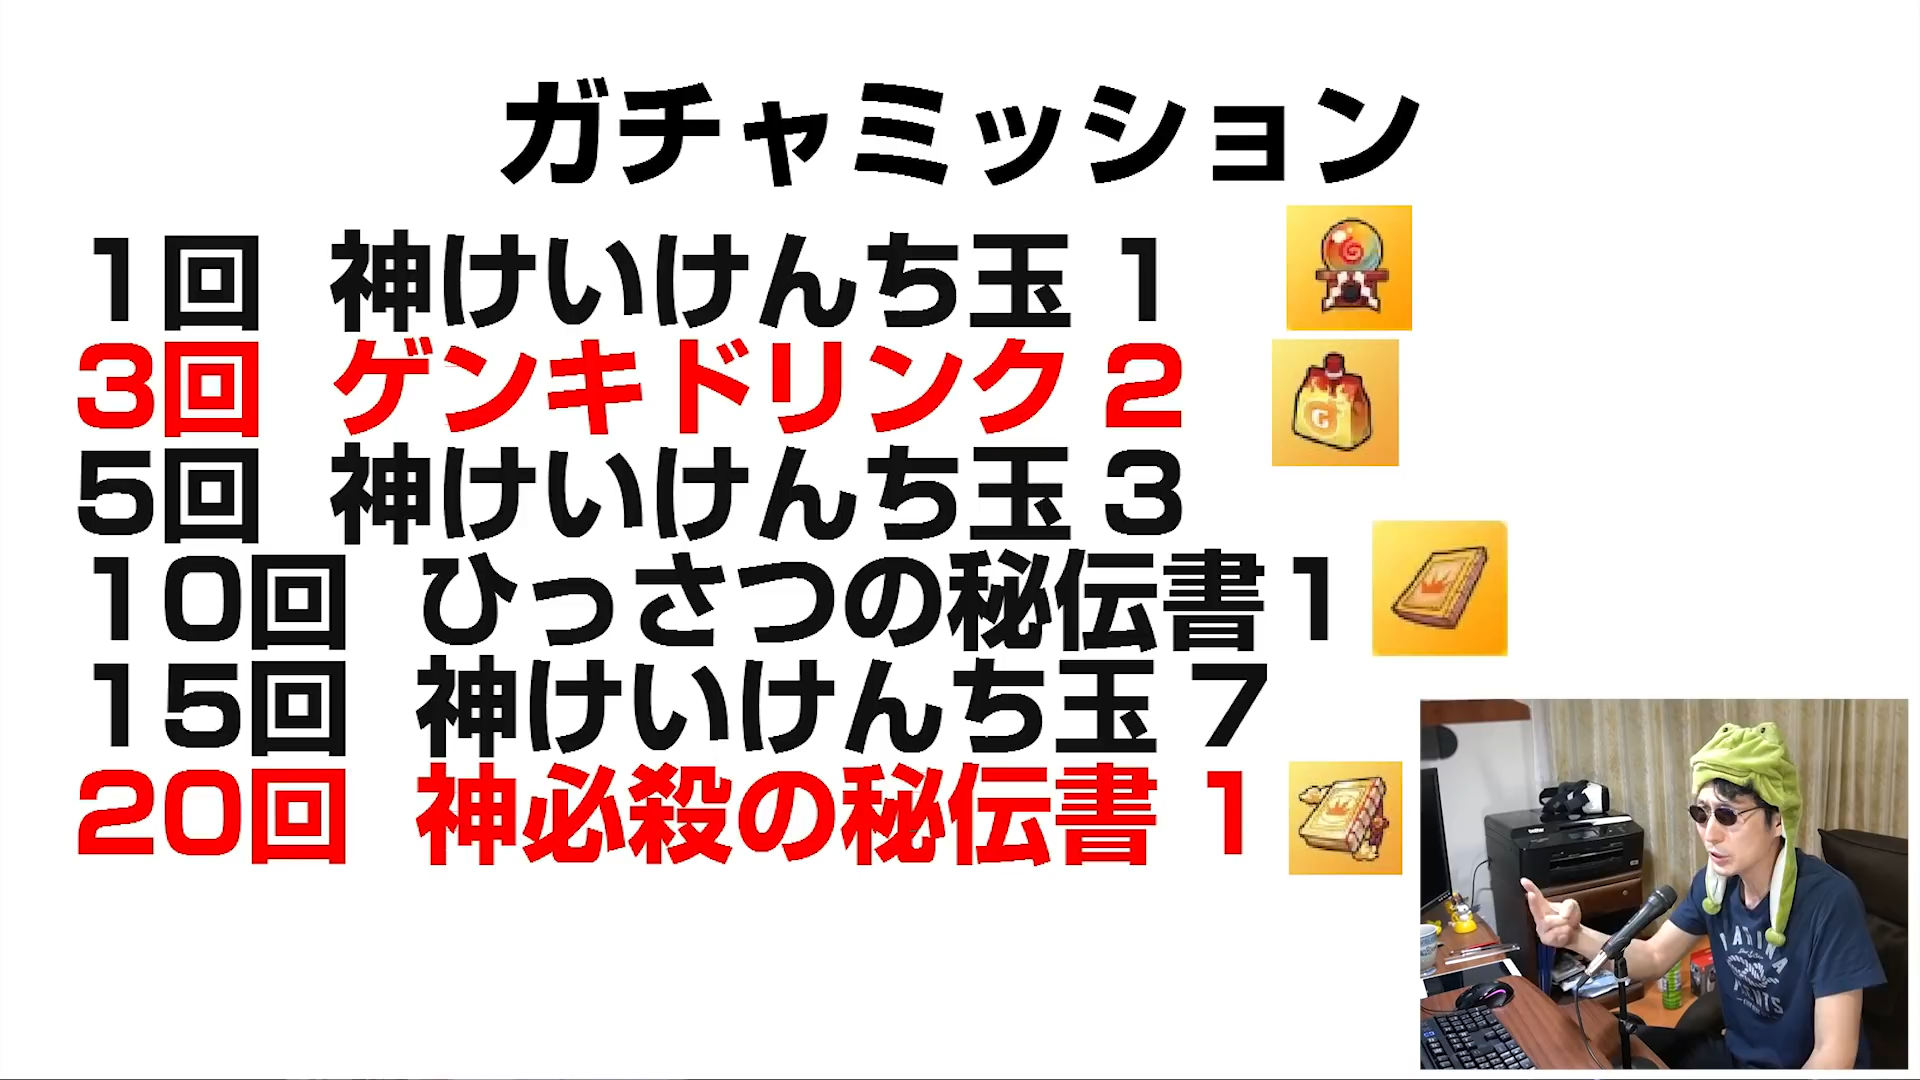 ガチャミッション
1回 神けいけんち玉 1
3回 ゲンキドリンク 2
G
5回 神けいけんち玉 3
10回 ひっさつの秘伝書 1
15回 神けいけんち玉 7
20回 神必殺の秘伝書 1